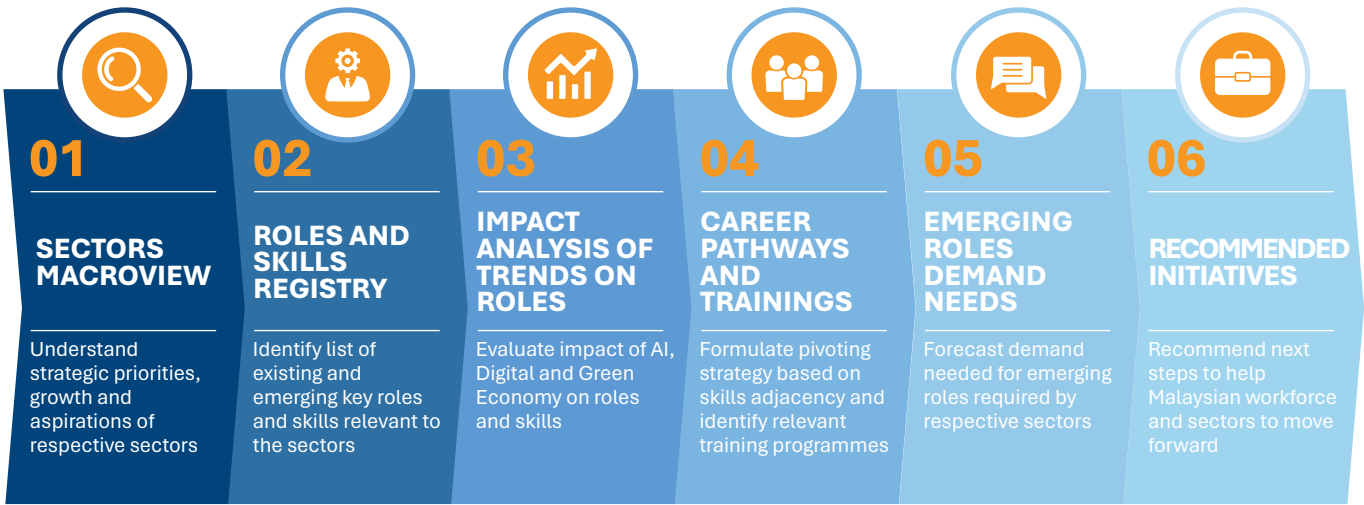 01
SECTORS
MACROVIEW
Understand
strategic priorities,
growth and
aspirations of
respective sectors
02
ROLES AND
SKILLS
REGISTRY
Identify list of
existing and
emerging key roles
and skills relevant to
the sectors
03
IMPACT
ANALYSIS OF
TRENDS ON
ROLES
Evaluate impact of AI,
Digital and Green
Economy on roles
and skills
04
CAREER
PATHWAYS
AND
TRAININGS
Formulate pivoting
strategy based on
skills adjacency and
identify relevant
training programmes
05
EMERGING
ROLES
DEMAND
NEEDS
Forecast demand
needed for emerging
roles required by
respective sectors
06
RECOMMENDED
INITIATIVES
Recommend next
steps to help
Malaysian workforce
and sectors to move
forward